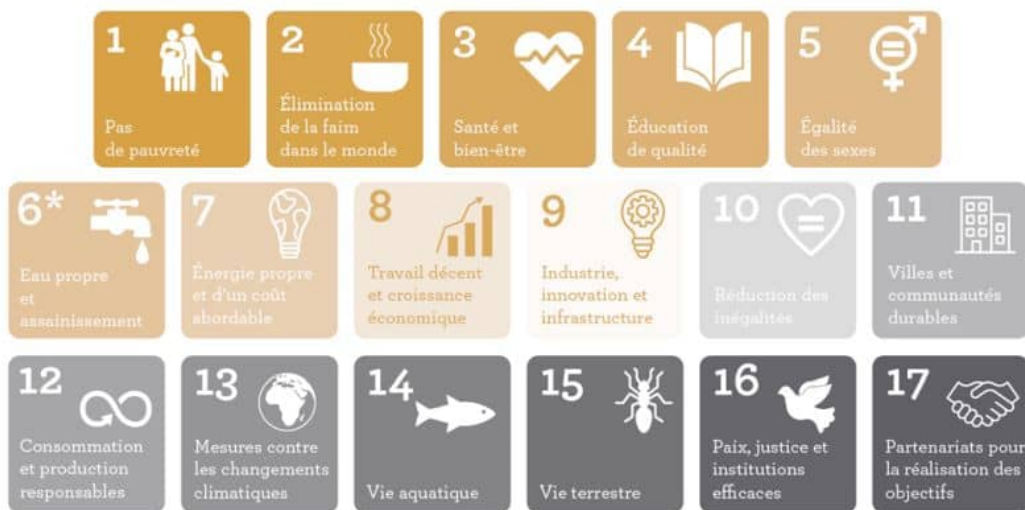 1
Pas
de pauvreté
2
Élimination
de la faim
dans le monde
3
Santé et
bien-être
4
Éducation
de qualité
5
Égalité
des sexes
6*
Eau propre
et
assainissement
7
Énergie propre
et d'un coût
abordable
8
Travail décent
et croissance
économique
9
Industrie,
innovation et
infrastructure
10
Réduction des
inégalités
11
Villes et
communautés
durables
12
Consommation
et production
responsables
13
Mesures contre
les changements
climatiques
14
Vie aquatique
15
Vie terrestre
16
Paix, justice et
institutions
efficaces
17
Partenariats pour
la réalisation des
objectifs